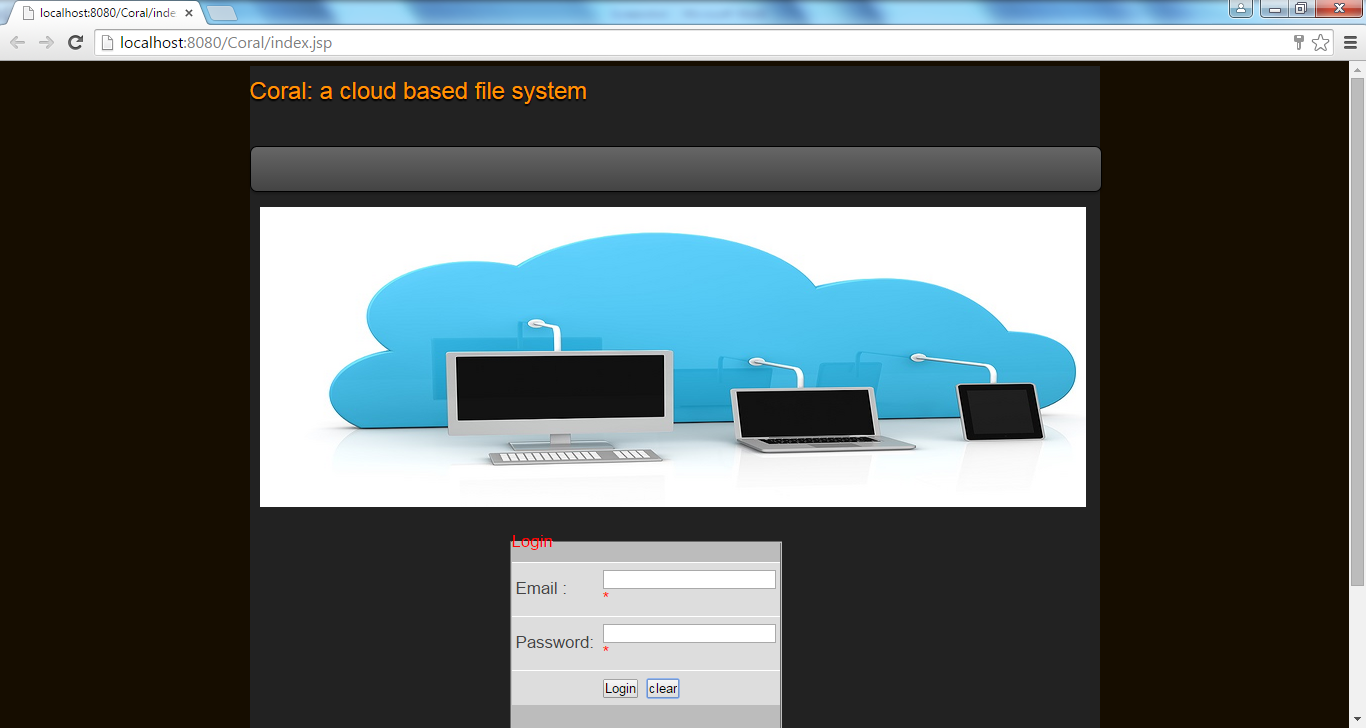 localhost:8080/Coral/inde
localhost:8080/Coral/index.jsp
Coral: a cloud based file system
Login
Email :
*
Password:
*
Login clear